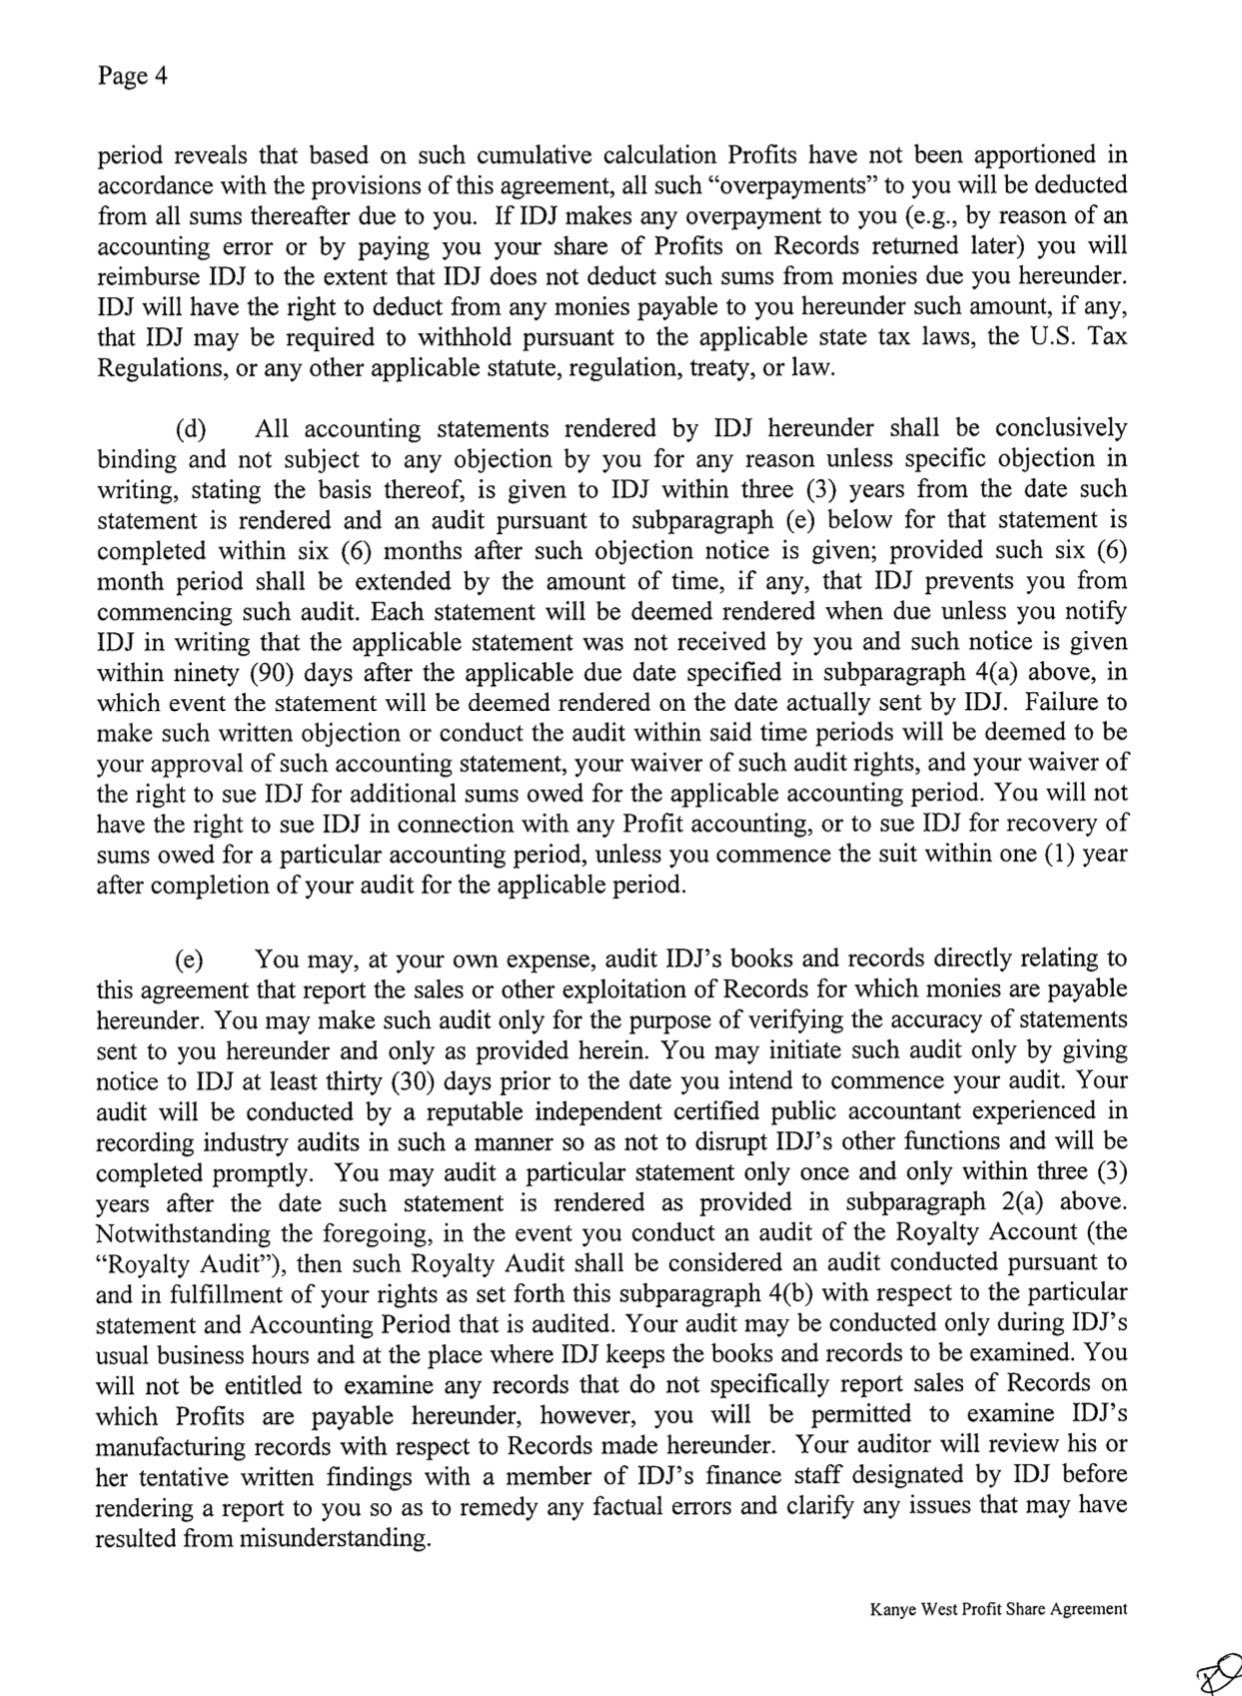 Page 4
period reveals that based on such cumulative calculation Profits have not been apportioned in
accordance with the provisions of this agreement, all such “overpayments” to you will be deducted
from all sums thereafter due to you.  If IDJ makes any overpayment to you (e.g., by reason of an
accounting error or by paying you your share of Profits on Records returned later) you will
reimburse IDJ to the extent that IDJ does not deduct such sums from monies due you hereunder.
IDJ will have the right to deduct from any monies payable to you hereunder such amount, if any,
that IDJ may be required to withhold pursuant to the applicable state tax laws, the U.S. Tax
Regulations, or any other applicable statute, regulation, treaty, or law.
(d) All accounting statements rendered by IDJ hereunder shall be conclusively
binding and not subject to any objection by you for any reason unless specific objection in
writing, stating the basis thereof, is given to IDJ within three (3) years from the date such
statement is rendered and an audit pursuant to subparagraph (e) below for that statement is
completed within six (6) months after such objection notice is given; provided such six (6)
month period shall be extended by the amount of time, if any, that IDJ prevents you from
commencing such audit. Each statement will be deemed rendered when due unless you notify
IDJ in writing that the applicable statement was not received by you and such notice is given
within ninety (90) days after the applicable due date specified in subparagraph 4(a) above, in
which event the statement will be deemed rendered on the date actually sent by IDJ.  Failure to
make such written objection or conduct the audit within said time periods will be deemed to be
your approval of such accounting statement, your waiver of such audit rights, and your waiver of
the right to sue IDJ for additional sums owed for the applicable accounting period. You will not
have the right to sue IDJ in connection with any Profit accounting, or to sue IDJ for recovery of
sums owed for a particular accounting period, unless you commence the suit within one (1) year
after completion of your audit for the applicable period.
(e) You may, at your own expense, audit IDJ’s books and records directly relating to
this agreement that report the sales or other exploitation of Records for which monies are payable
hereunder. You may make such audit only for the purpose of verifying the accuracy of statements
sent to you hereunder and only as provided herein. You may initiate such audit only by giving
notice to IDJ at least thirty (30) days prior to the date you intend to commence your audit. Your
audit will be conducted by a reputable independent certified public accountant experienced in
recording industry audits in such a manner so as not to disrupt IDJ’s other functions and will be
completed promptly.  You may audit a particular statement only once and only within three (3)
years after the date such statement is rendered as provided in subparagraph 2(a) above.
Notwithstanding the foregoing, in the event you conduct an audit of the Royalty Account (the
“Royalty Audit”), then such Royalty Audit shall be considered an audit conducted pursuant to
and in fulfillment of your rights as set forth this subparagraph 4(b) with respect to the particular
statement and Accounting Period that is audited. Your audit may be conducted only during IDJ’s
usual business hours and at the place where IDJ keeps the books and records to be examined. You
will not be entitled to examine any records that do not specifically report sales of Records on
which Profits are payable hereunder, however, you will be permitted to examine IDJ’s
manufacturing records with respect to Records made hereunder.  Your auditor will review his or
her tentative written findings with a member of IDJ’s finance staff designated by IDJ before
rendering a report to you so as to remedy any factual errors and clarify any issues that may have
resulted from misunderstanding.
Kanye West Profit Share Agreement